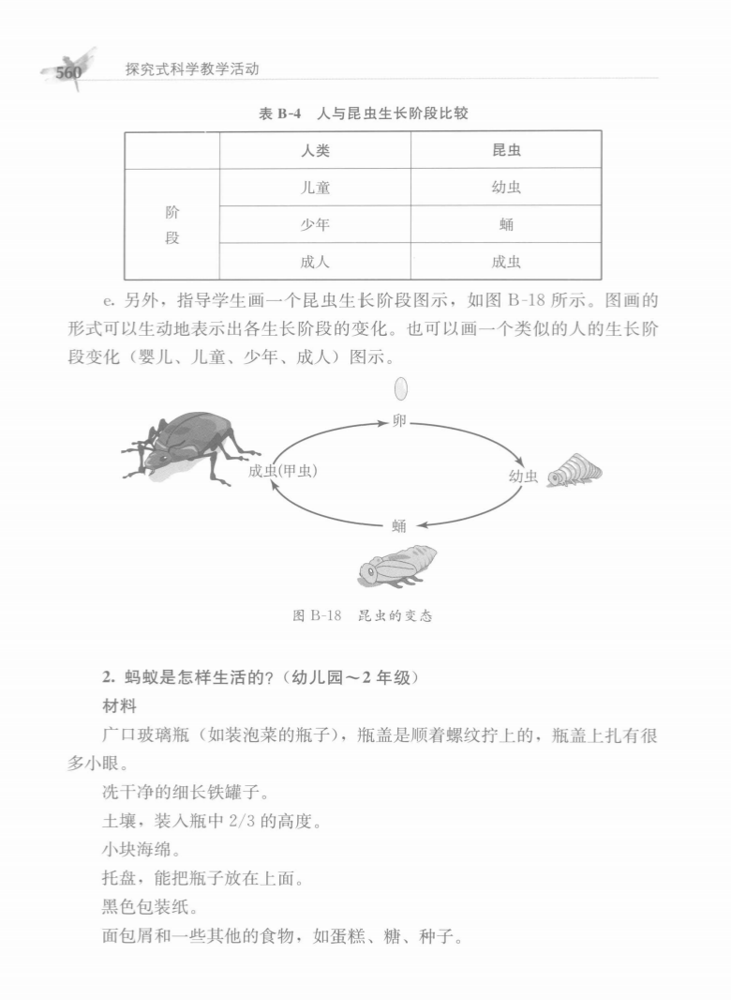 560
探究式科学教学活动
表 B-4 人与昆虫生长阶段比较
人类 昆虫
阶段
儿童 幼虫
少年 蛹
成人 成虫
e. 另外，指导学生画一个昆虫生长阶段图示，如图 B-18 所示。图画的
形式可以生动地表示出各生长阶段的变化。也可以画一个类似的人的生长阶
段变化（婴儿、儿童、少年、成人）图示。
卵
成虫(甲虫)
幼虫
蛹
图 B-18 昆虫的变态
2. 蚂蚁是怎样生活的？（幼儿园～2 年级）
材料
广口玻璃瓶（如装泡菜的瓶子），瓶盖是顺着螺纹拧上的，瓶盖上扎有很
多小眼。
冼干净的细长铁罐子。
土壤，装入瓶中 2/3 的高度。
小块海绵。
托盘，能把瓶子放在上面。
黑色包装纸。
面包屑和一些其他的食物，如蛋糕、糖、种子。